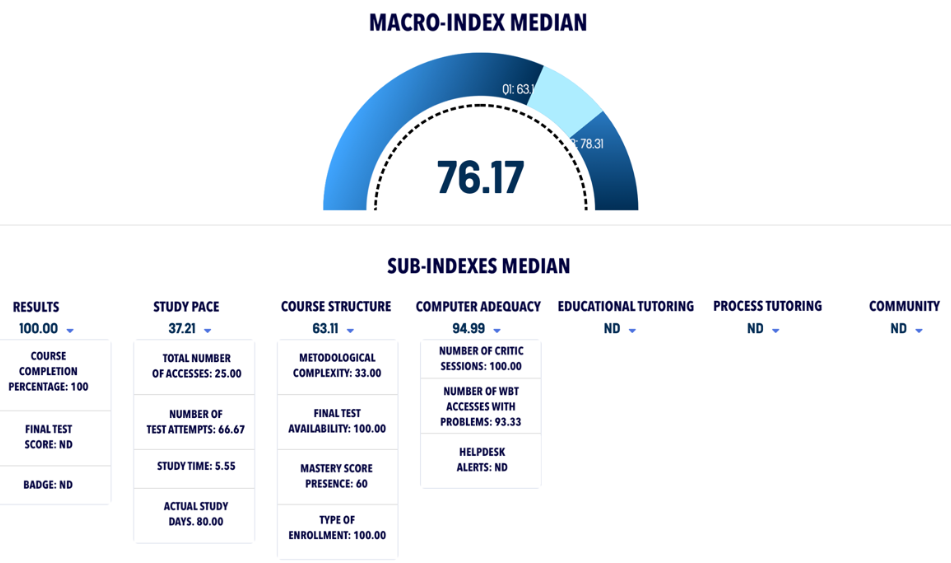 MACRO-INDEX MEDIAN
Q1: 63.1
: 78.31
76.17
SUB-INDEXES MEDIAN
RESULTS
100.00
COURSE
COMPLETION
PERCENTAGE: 100
FINAL TEST
SCORE: ND
BADGE: ND
STUDY PACE
37.21
TOTAL NUMBER
OF ACCESSES: 25.00
NUMBER OF
TEST ATTEMPTS: 66.67
STUDY TIME: 5.55
ACTUAL STUDY
DAYS. 80.00
COURSE STRUCTURE
63.11
METODOLOGICAL
COMPLEXITY: 33.00
FINAL TEST
AVAILABILITY: 100.00
MASTERY SCORE
PRESENCE: 60
TYPE OF
ENROLLMENT: 100.00
COMPUTER ADEQUACY
94.99
NUMBER OF CRITIC
SESSIONS: 100.00
NUMBER OF WBT
ACCESSES WITH
PROBLEMS: 93.33
HELPDESK
ALERTS: ND
EDUCATIONAL TUTORING
ND
PROCESS TUTORING
ND
COMMUNITY
ND